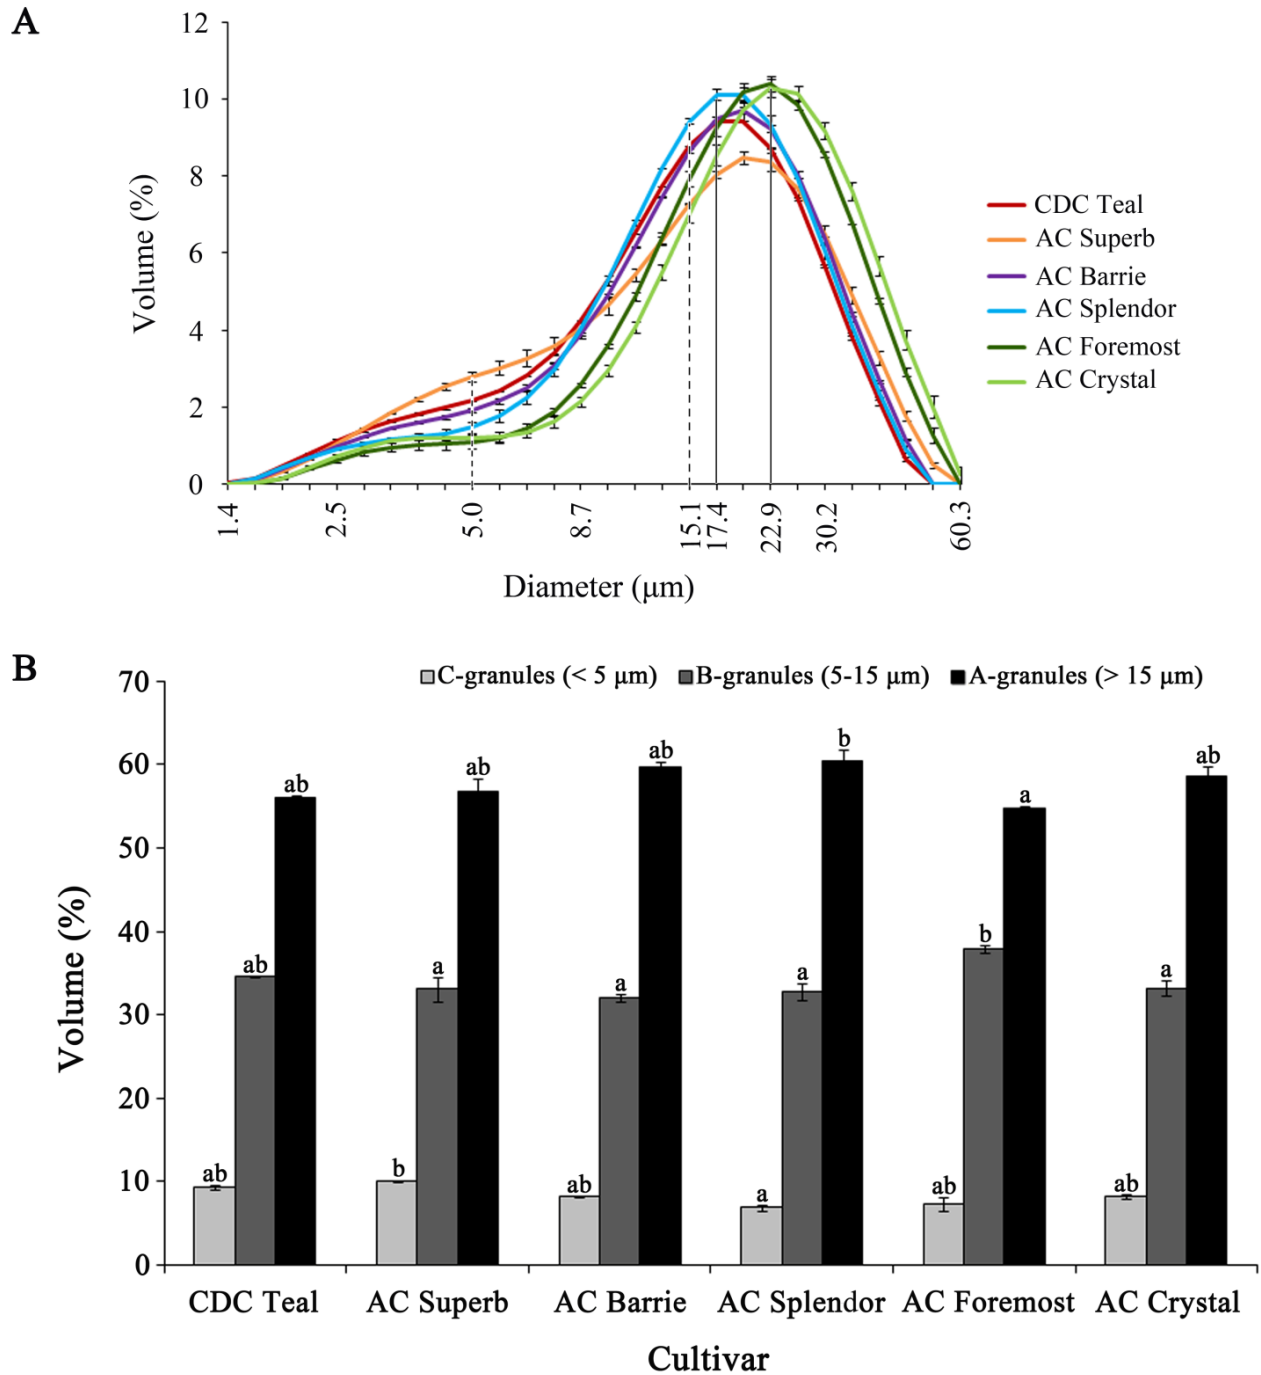 A
12
10
8
6
4
2
0
Volume (%)
1.4 2.5 5.0 8.7 15.1 17.4 22.9 30.2 60.3
Diameter (μm)
CDC Teal
AC Superb
AC Barrie
AC Splendor
AC Foremost
AC Crystal
B
C-granules (< 5 μm) B-granules (5-15 μm) A-granules (> 15 μm)
70
60
50
40
30
20
10
0
Volume (%)
ab ab ab
b a ab
ab a ab
a a b
ab b a
ab a ab
CDC Teal AC Superb AC Barrie AC Splendor AC Foremost AC Crystal
Cultivar